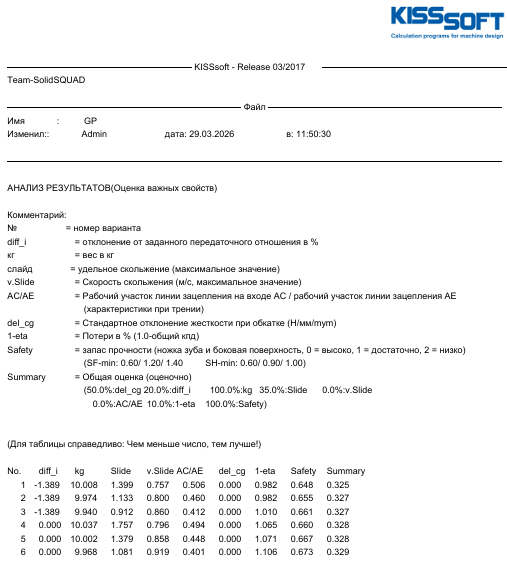 KISSSOFT
Calculation programs for machine design
KISSsoft - Release 03/2017
Team-SolidSQUAD
Файл
Имя : GP
Изменил:: Admin дата: 29.03.2026 в: 11:50:30
АНАЛИЗ РЕЗУЛЬТАТОВ(Оценка важных свойств)
Комментарий:
№ = номер варианта
diff_i = отклонение от заданного передаточного отношения в %
кг = вес в кг
слайд = удельное скольжение (максимальное значение)
v.Slide = Скорость скольжения (м/с, максимальное значение)
AC/AE = Рабочий участок линии зацепления на входе AC / рабочий участок линии зацепления AE
(характеристики при трении)
del_cg = Стандартное отклонение жесткости при обкатке (Н/мм/mym)
1-eta = Потери в % (1.0-общий кпд)
Safety = запас прочности (ножка зуба и боковая поверхность, 0 = высоко, 1 = достаточно, 2 = низко)
(SF-min: 0.60/ 1.20/ 1.40 SH-min: 0.60/ 0.90/ 1.00)
Summary = Общая оценка (оценочно)
(50.0%:del_cg 20.0%:diff_i 100.0%:kg 35.0%:Slide 0.0%:v.Slide
0.0%:AC/AE 10.0%:1-eta 100.0%:Safety)
(Для таблицы справедливо: Чем меньше число, тем лучше!)
No. diff_i kg Slide v.Slide AC/AE del_cg 1-eta Safety Summary
1 -1.389 10.008 1.399 0.757 0.506 0.000 0.982 0.648 0.325
2 -1.389 9.974 1.133 0.800 0.460 0.000 0.982 0.655 0.327
3 -1.389 9.940 0.912 0.860 0.412 0.000 1.010 0.661 0.327
4 0.000 10.037 1.757 0.796 0.494 0.000 1.065 0.660 0.328
5 0.000 10.002 1.379 0.858 0.448 0.000 1.071 0.667 0.328
6 0.000 9.968 1.081 0.919 0.401 0.000 1.106 0.673 0.329